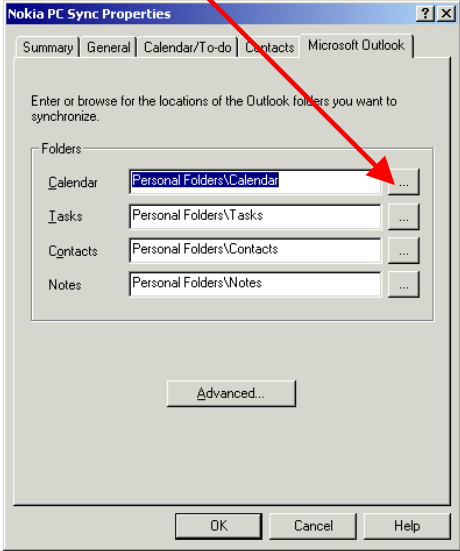 Nokia PC Sync Properties ? X
Summary General Calendar/To-do Contacts Microsoft Outlook
Enter or browse for the locations of the Outlook folders you want to
synchronize.
Folders
Calendar Personal Folders\Calendar ...
Tasks Personal Folders\Tasks ...
Contacts Personal Folders\Contacts ...
Notes Personal Folders\Notes ...
Advanced...
OK Cancel Help